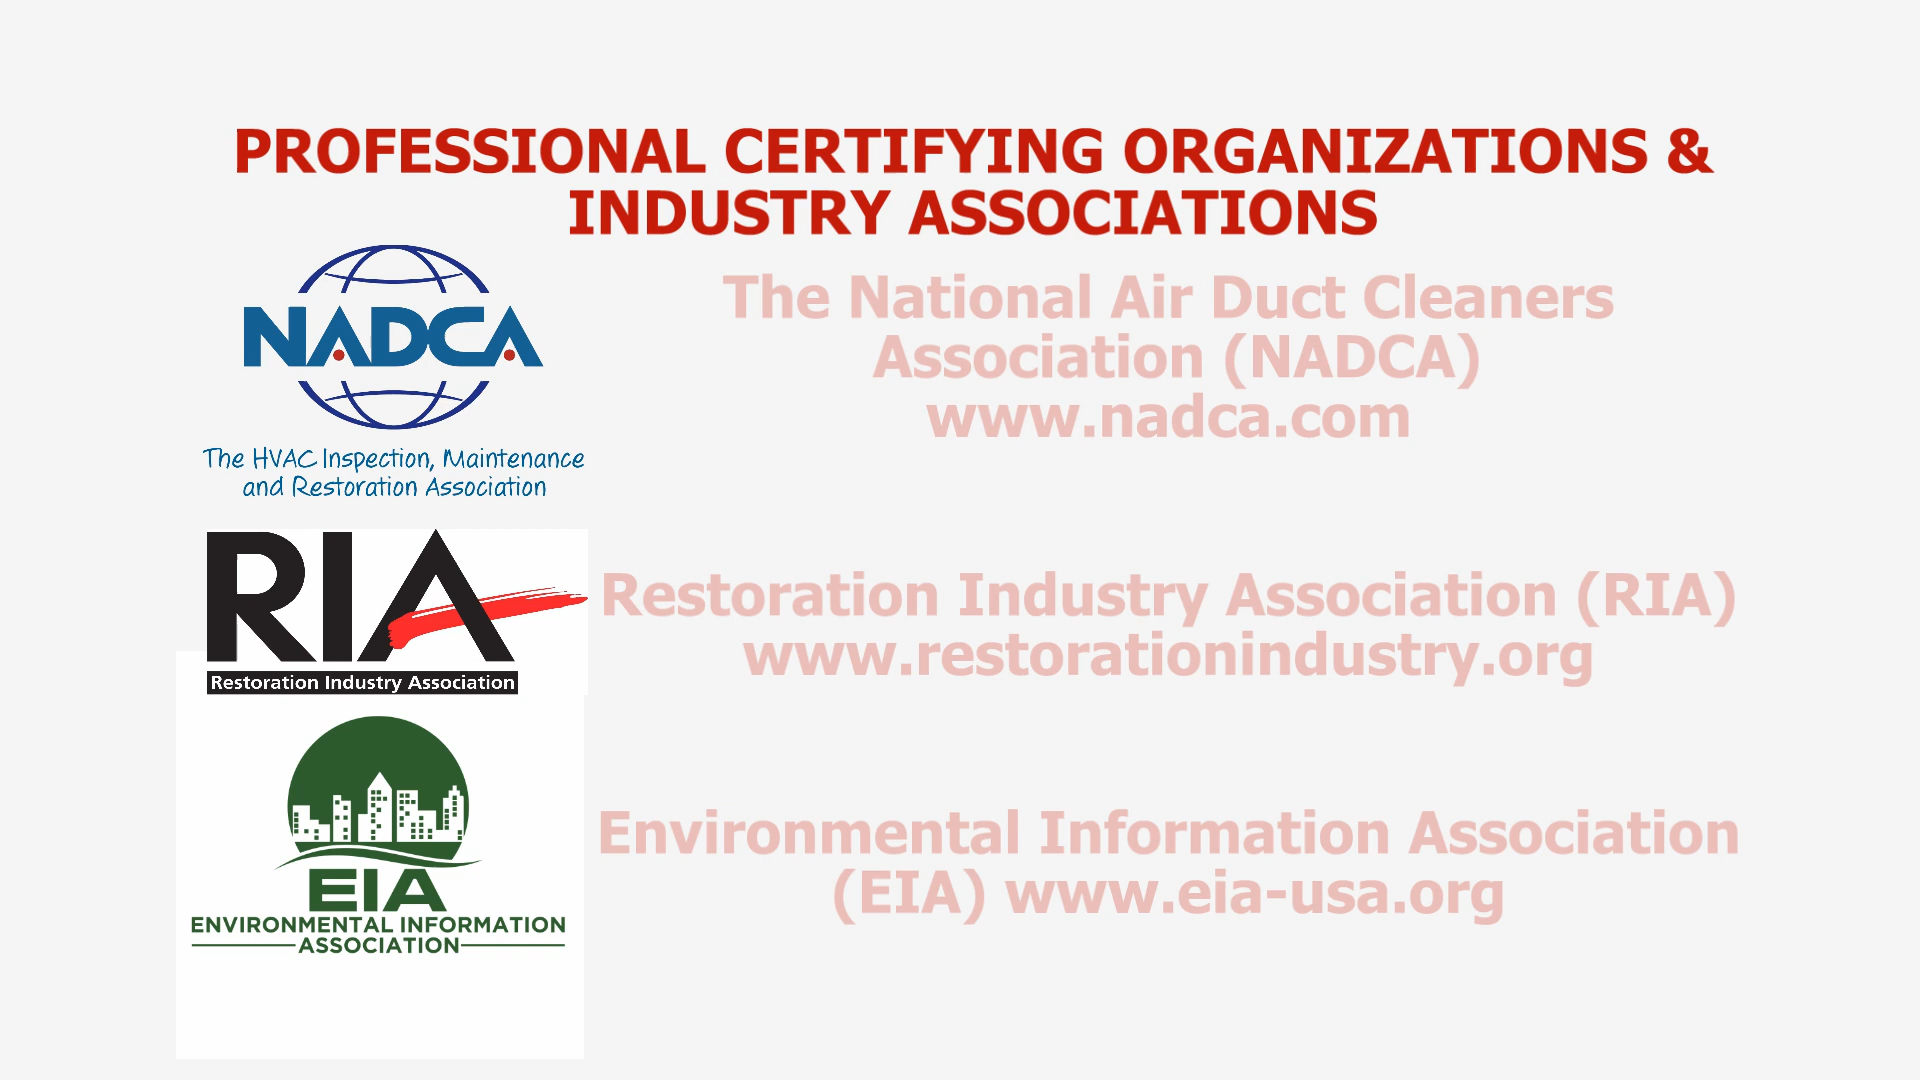 PROFESSIONAL CERTIFYING ORGANIZATIONS &
INDUSTRY ASSOCIATIONS
NADCA
The HVAC Inspection, Maintenance
and Restoration Association
The National Air Duct Cleaners
Association (NADCA)
www.nadca.com
RIA
Restoration Industry Association
Restoration Industry Association (RIA)
www.restorationindustry.org
EIA
ENVIRONMENTAL INFORMATION
ASSOCIATION
Environmental Information Association
(EIA) www.eia-usa.org